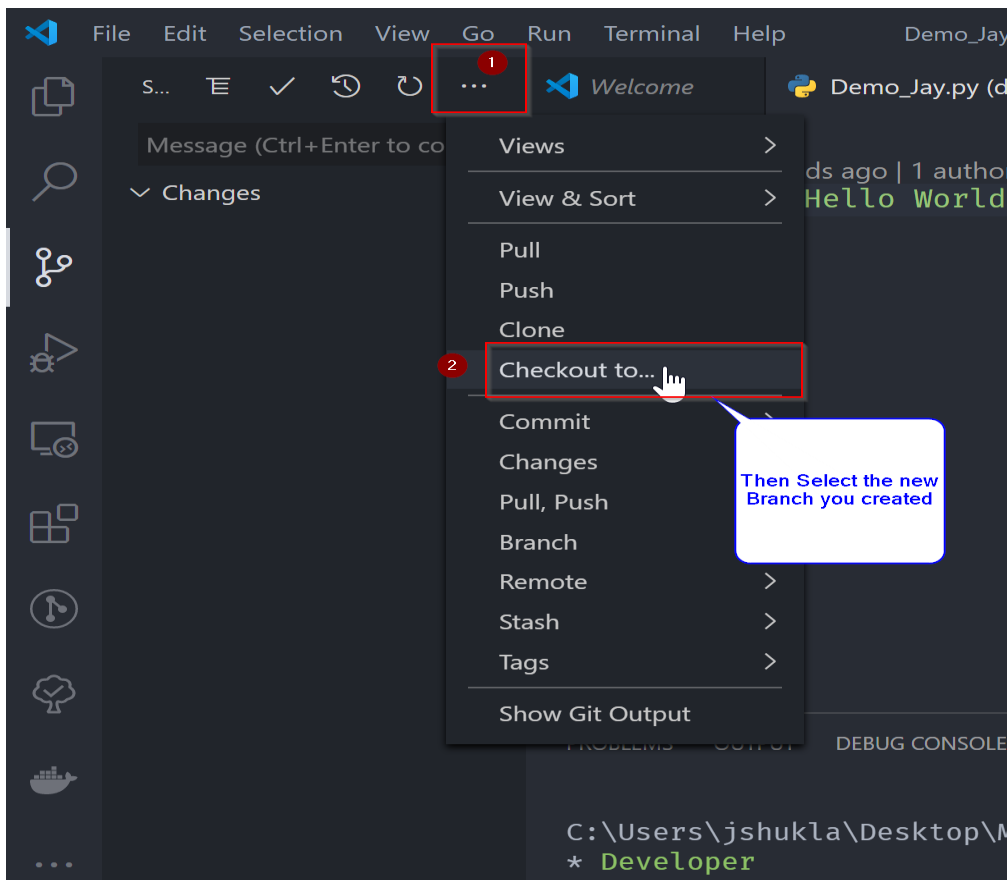 File Edit Selection View Go Run Terminal Help Demo_Jay
S... 1 ... Welcome Demo_Jay.py (d
Message (Ctrl+Enter to co
Changes
Views
View & Sort
ds ago | 1 autho
Hello World
Pull
Push
Clone
2 Checkout to...
Then Select the new
Branch you created
Commit
Changes
Pull, Push
Branch
Remote
Stash
Tags
Show Git Output
PROBLEMS OUTPUT DEBUG CONSOLE
C:\Users\jshukla\Desktop\M
* Developer
...